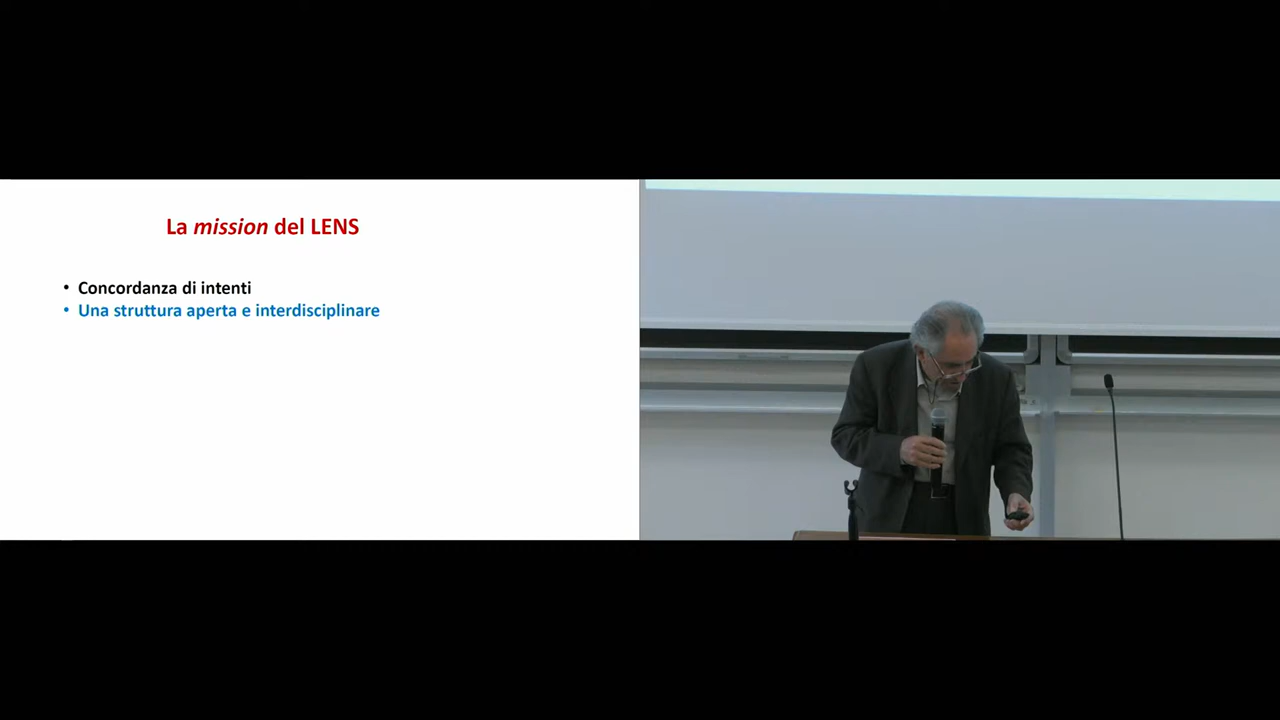 La mission del LENS
• Concordanza di intenti
• Una struttura aperta e interdisciplinare